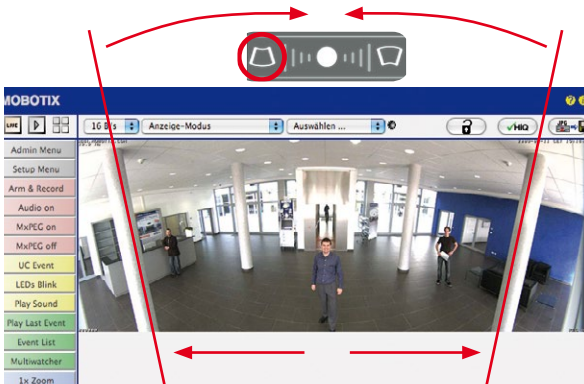 MOBOTIX
LIVE
16 B/s
Anzeige-Modus
Auswählen ...
HIQ
Admin Menu
Setup Menu
Arm & Record
Audio on
MxPEG on
MxPEG off
UC Event
LEDs Blink
Play Sound
Play Last Event
Event List
Multiwatcher
1x Zoom